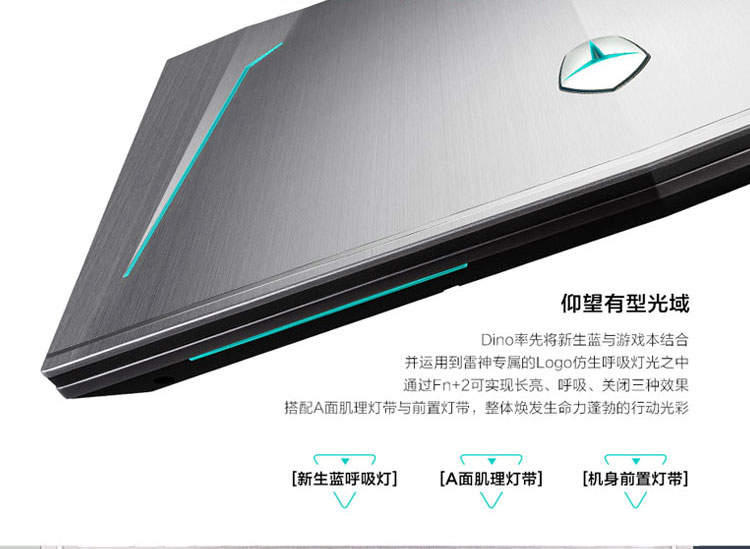 仰望有型光域
Dino率先将新生蓝与游戏本结合
并运用到雷神专属的Logo仿生呼吸灯光之中
通过Fn+2可实现长亮、呼吸、关闭三种效果
搭配A面肌理灯带与前置灯带，整体焕发生命力蓬勃的行动光彩
[新生蓝呼吸灯] [A面肌理灯带] [机身前置灯带]